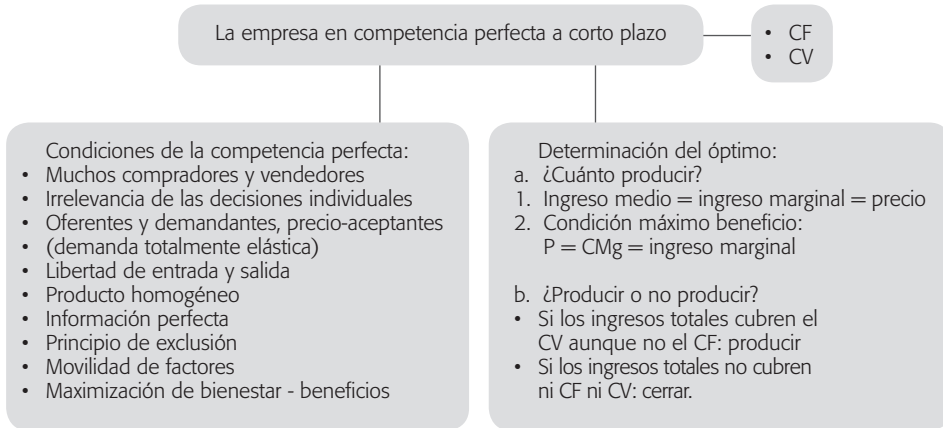 La empresa en competencia perfecta a corto plazo
• CF
• CV
Condiciones de la competencia perfecta:
• Muchos compradores y vendedores
• Irrelevancia de las decisiones individuales
• Oferentes y demandantes, precio-aceptantes
• (demanda totalmente elástica)
• Libertad de entrada y salida
• Producto homogéneo
• Información perfecta
• Principio de exclusión
• Movilidad de factores
• Maximización de bienestar - beneficios
Determinación del óptimo:
a. ¿Cuánto producir?
1. Ingreso medio = ingreso marginal = precio
2. Condición máximo beneficio:
P = CMg = ingreso marginal
b. ¿Producir o no producir?
• Si los ingresos totales cubren el
CV aunque no el CF: producir
• Si los ingresos totales no cubren
ni CF ni CV: cerrar.